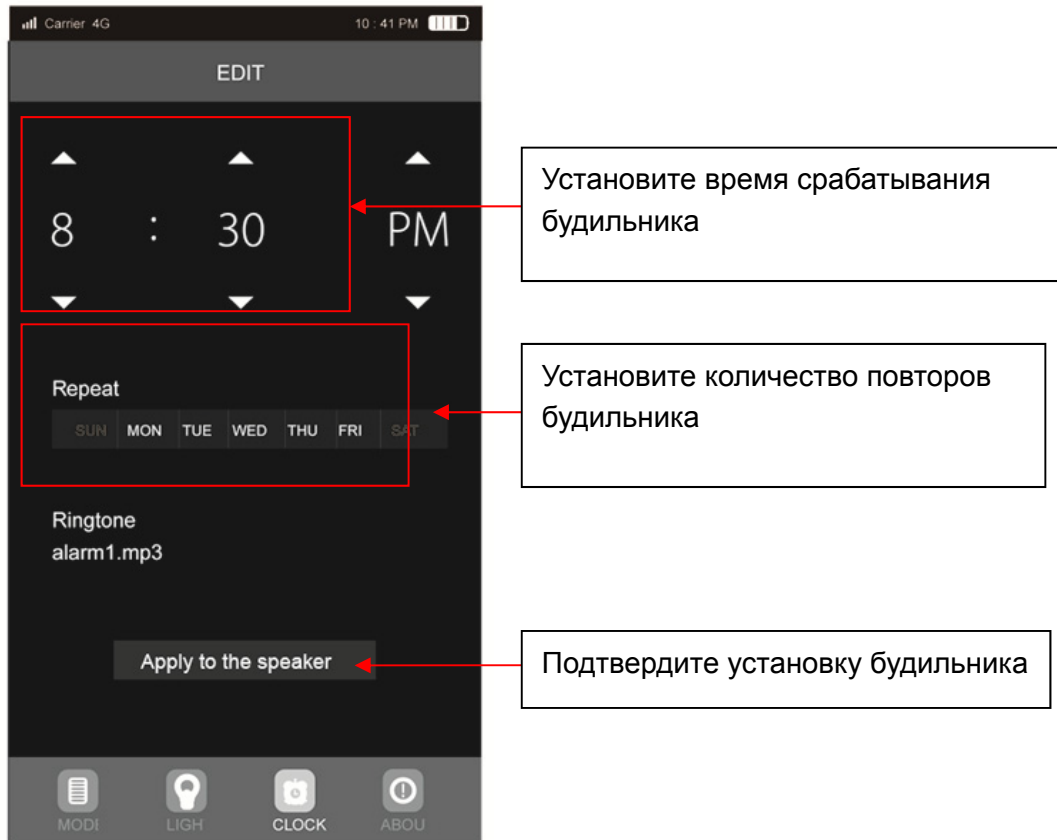 Carrier 4G 10 : 41 PM
EDIT
8 : 30 PM
Установите время срабатывания
будильника
Repeat
SUN MON TUE WED THU FRI SAT
Установите количество повторов
будильника
Ringtone
alarm1.mp3
Apply to the speaker
Подтвердите установку будильника
MODE LIGH CLOCK ABOU